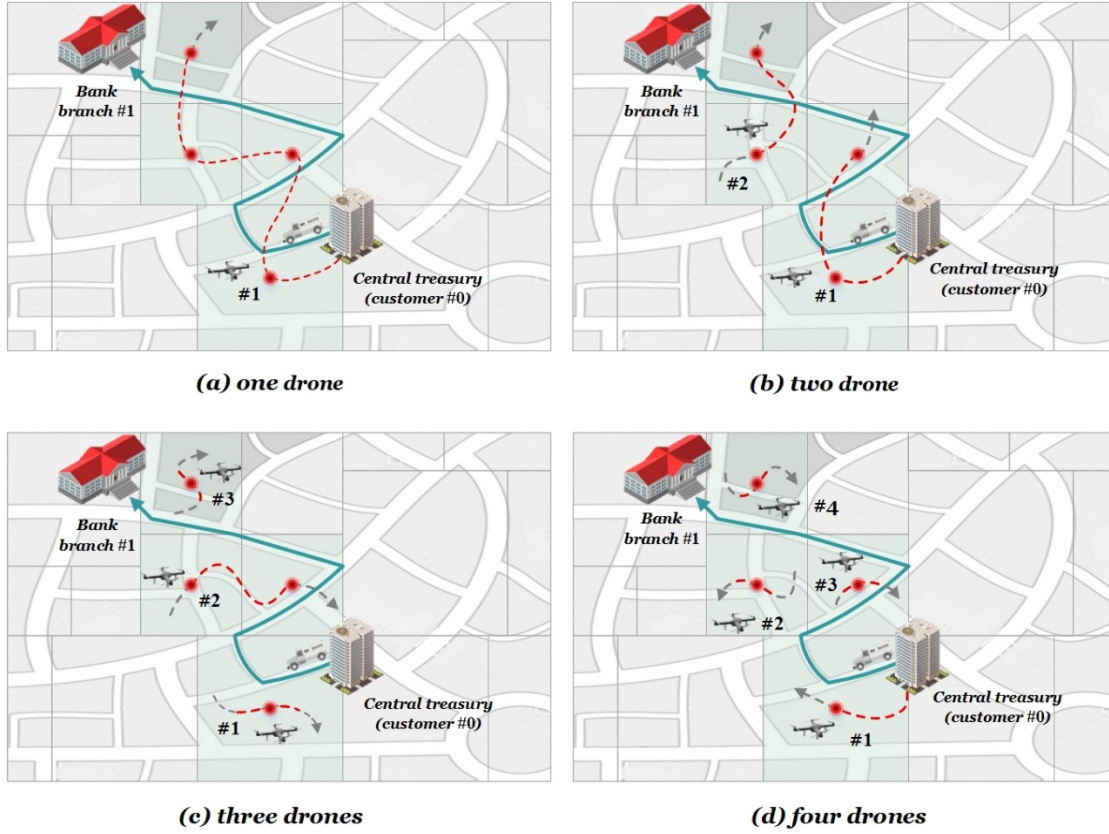 Bank
branch #1
#1
Central treasury
(customer #0)
(a) one drone
Bank
branch #1
#2
#1
Central treasury
(customer #0)
(b) two drone
Bank
branch #1
#3
#2
#1
Central treasury
(customer #0)
(c) three drones
Bank
branch #1
#4
#3
#2
#1
Central treasury
(customer #0)
(d) four drones